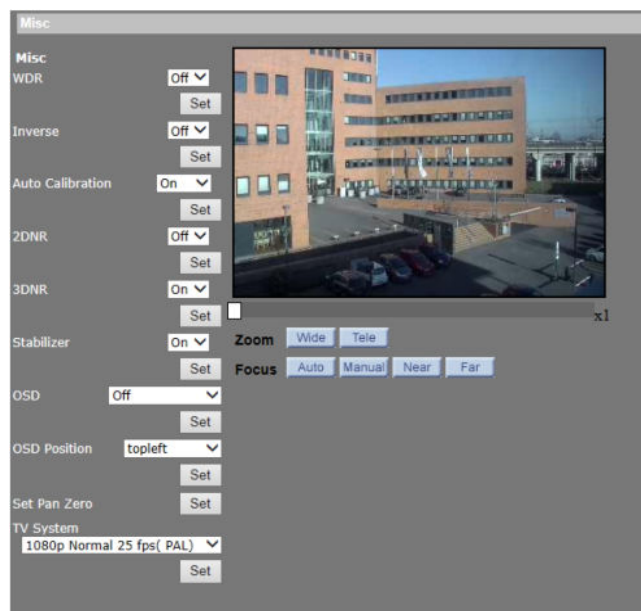 Misc
Misc
WDR Off
Set
Inverse Off
Set
Auto Calibration On
Set
2DNR Off
Set
3DNR On
Set
x1
Stabilizer On
Zoom Wide Tele
Set
Focus Auto Manual Near Far
OSD Off
Set
OSD Position topleft
Set
Set Pan Zero Set
TV System
1080p Normal 25 fps( PAL)
Set